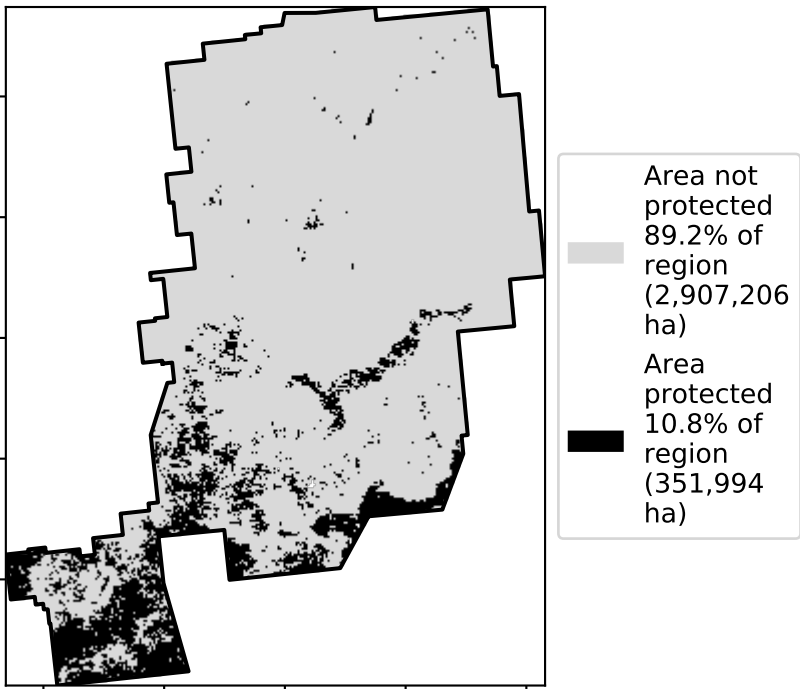 Area not
protected
89.2% of
region
(2,907,206
ha)
Area
protected
10.8% of
region
(351,994
ha)